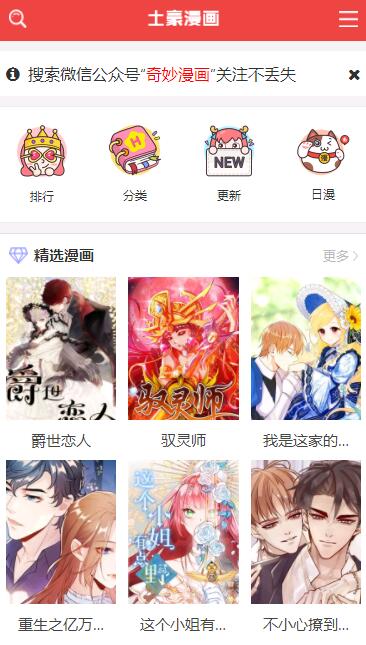 土豪漫画
搜索微信公众号“奇妙漫画”关注不丢失
排行
分类
NEW
更新
日漫
精选漫画
更多
爵世恋人
驭灵师
这个小姐有点野
爵世恋人
驭灵师
我是这家的...
重生之亿万...
这个小姐有...
不小心撩到...